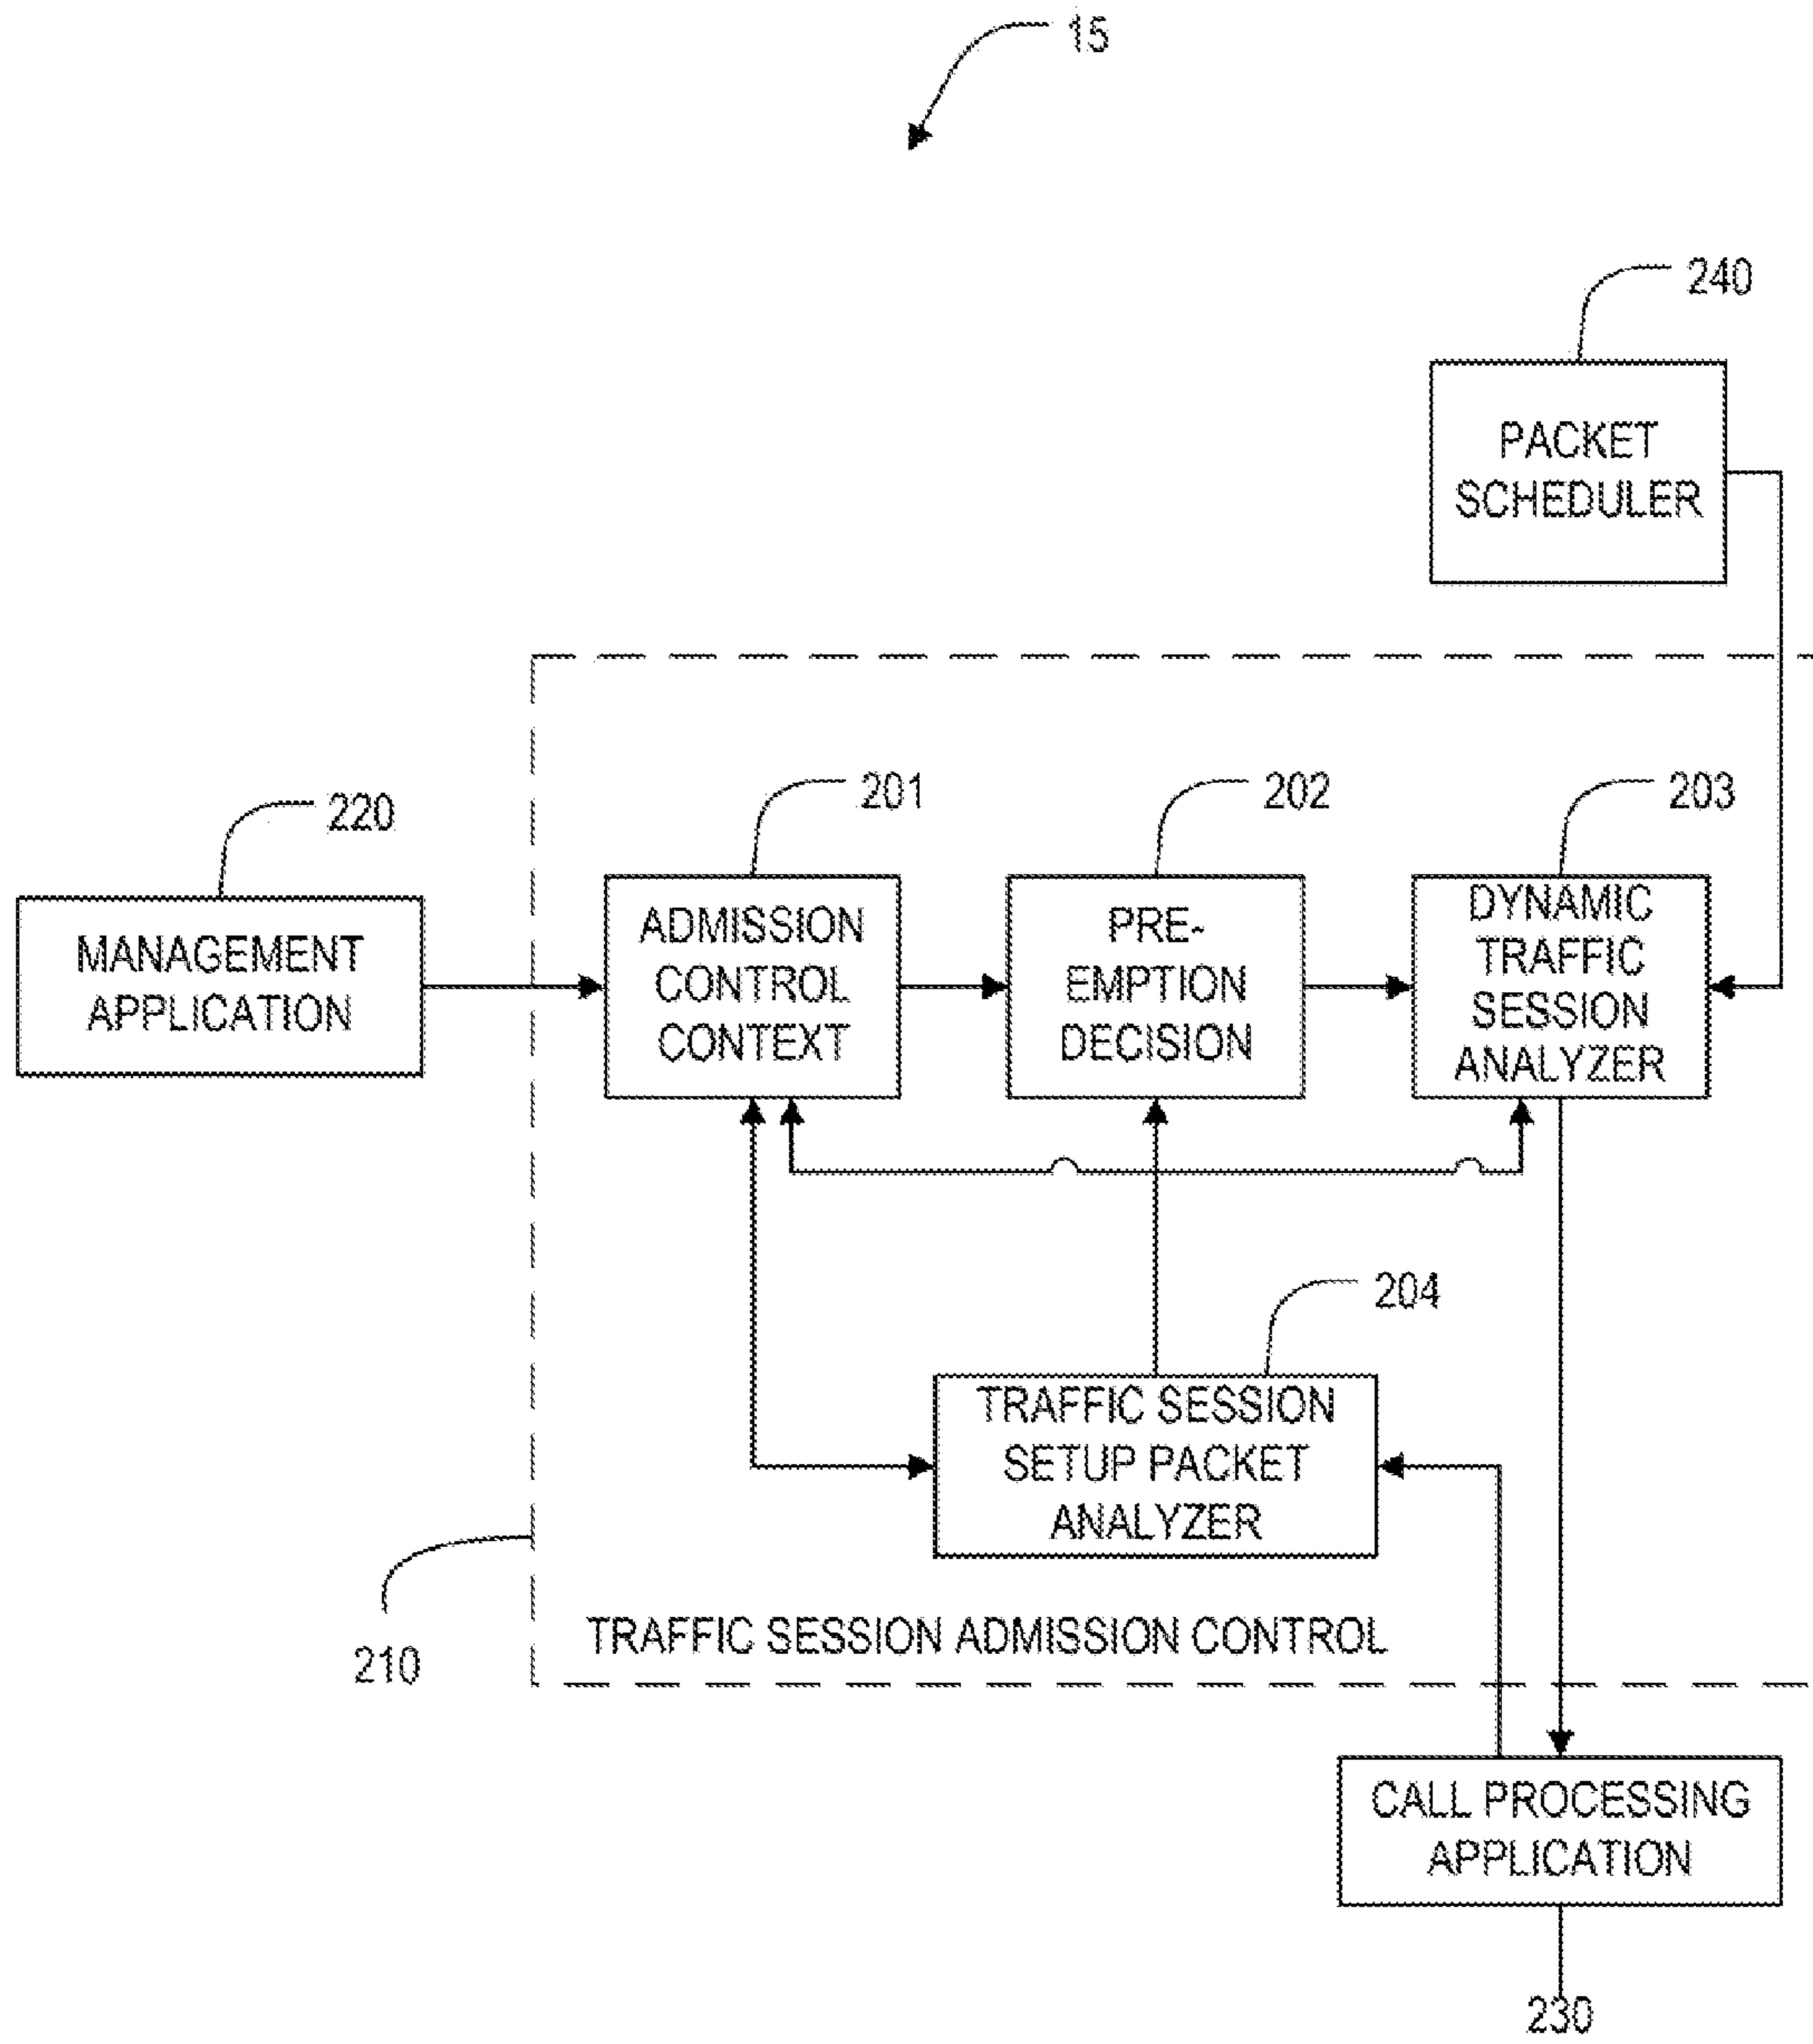 15
240
PACKET
SCHEDULER
201
202
203
220
MANAGEMENT
APPLICATION
ADMISSION
CONTROL
CONTEXT
PRE-
EMPTION
DECISION
DYNAMIC
TRAFFIC
SESSION
ANALYZER
204
TRAFFIC SESSION
SETUP PACKET
ANALYZER
210
TRAFFIC SESSION ADMISSION CONTROL
CALL PROCESSING
APPLICATION
230